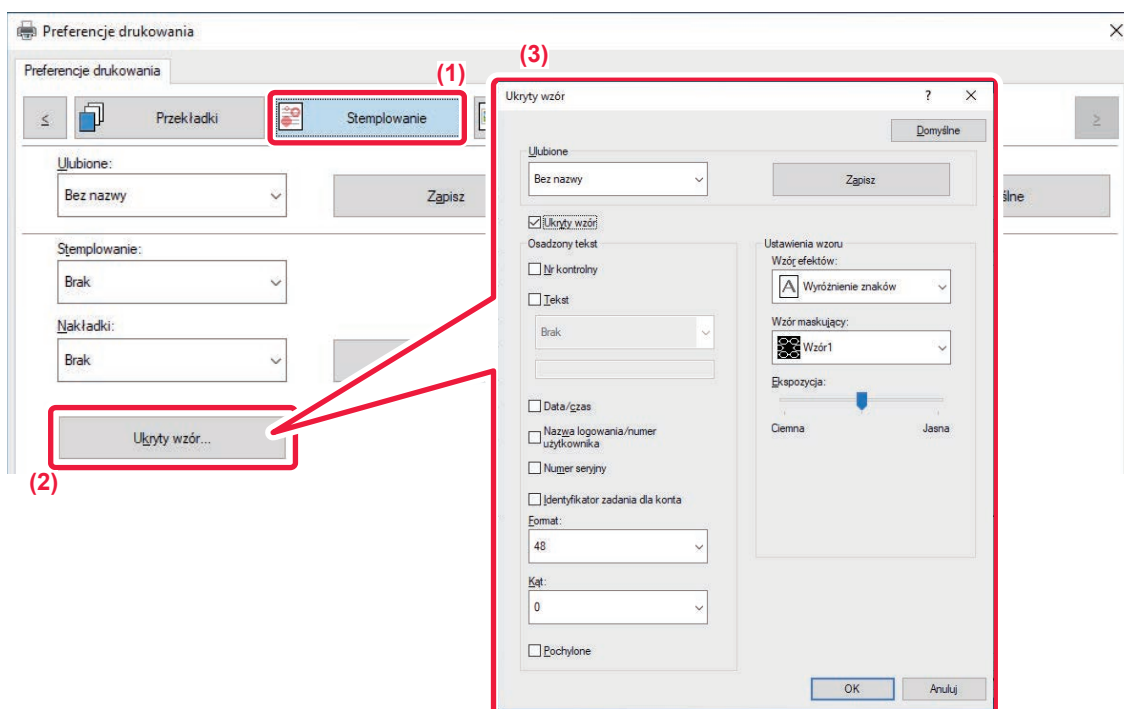 Preferencje drukowania
Preferencje drukowania
(1)
(3)
<
Przekładki
Stemplowanie
>
Ulubione:
Bez nazwy
Zapisz
ślne
Stemplowanie:
Brak
Nakładki:
Brak
Ukryty wzór...
(2)
Ukryty wzór
?
Domyślne
Ulubione
Bez nazwy
Zapisz
Ukryty wzór
Osadzony tekst
Nr kontrolny
Tekst
Brak
Data/czas
Nazwa logowania/numer
użytkownika
Numer seryjny
Identyfikator zadania dla konta
Format:
48
Kąt:
0
Pochylone
Ustawienia wzoru
Wzór efektów:
A Wyróżnienie znaków
Wzór maskujący:
Wzór1
Ekspozycja:
Ciemna Jasna
OK Anuluj